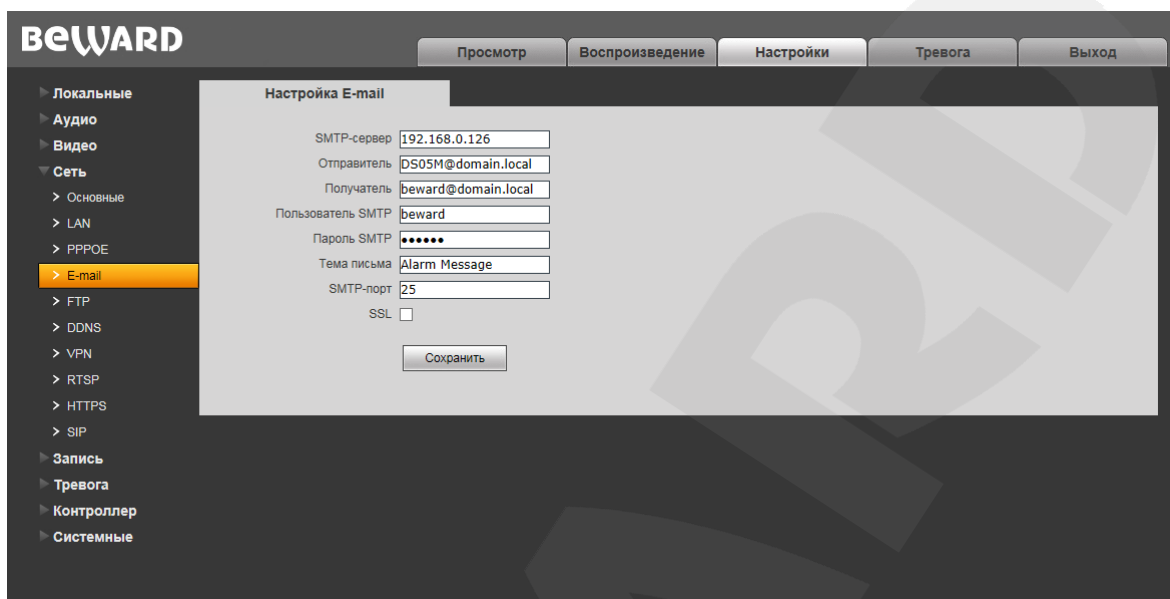 BEWARD
Просмотр
Воспроизведение
Настройки
Тревога
Выход
Локальные
Аудио
Видео
Сеть
> Основные
> LAN
> PPPOE
> E-mail
> FTP
> DDNS
> VPN
> RTSP
> HTTPS
> SIP
Запись
Тревога
Контроллер
Системные
Настройка E-mail
SMTP-сервер 192.168.0.126
Отправитель DS05M@domain.local
Получатель beward@domain.local
Пользователь SMTP beward
Пароль SMTP ••••••
Тема письма Alarm Message
SMTP-порт 25
SSL
Сохранить